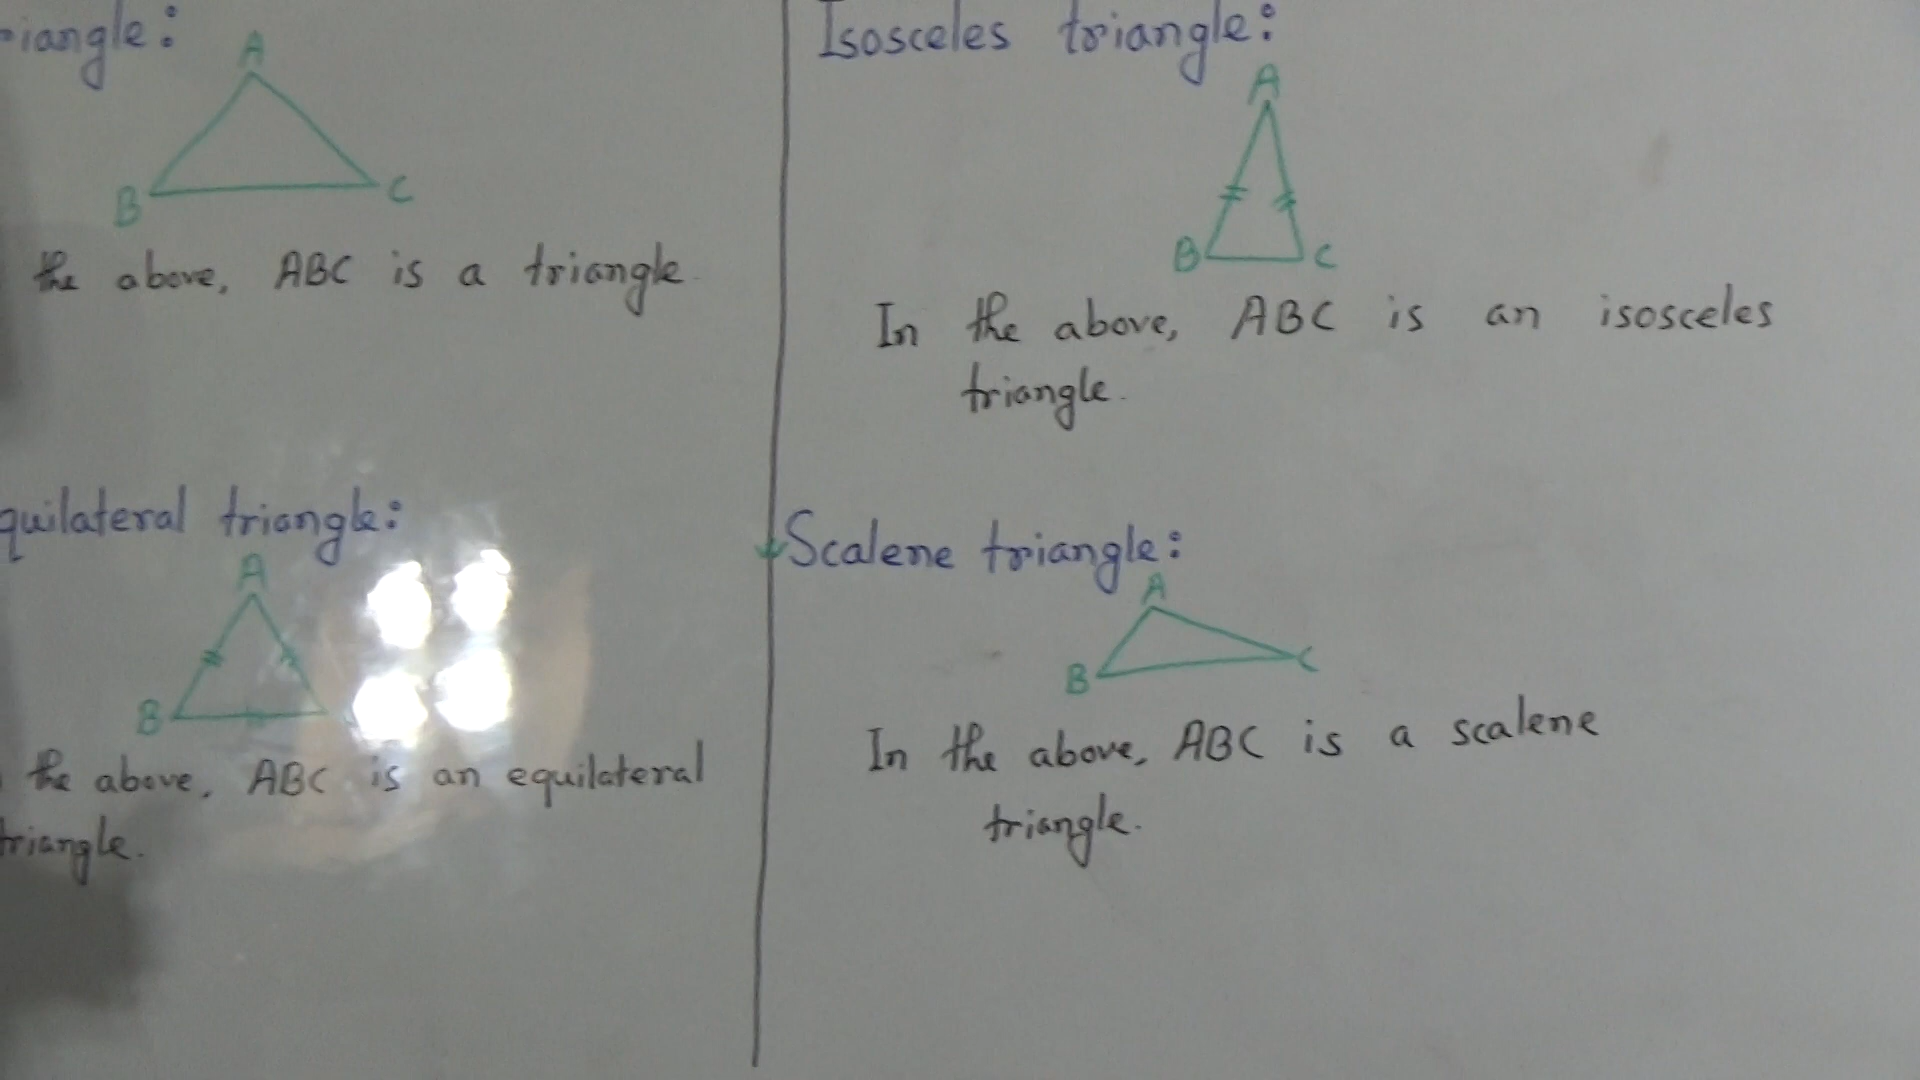 riangle:
A
B
C
the above, ABC is a triangle.
quilateral triangle:
A
B
the above, ABC is an equilateral
triangle.
Isosceles triangle:
A
B
C
In the above, ABC is an isosceles
triangle.
Scalene triangle:
A
B
C
In the above, ABC is a scalene
triangle.